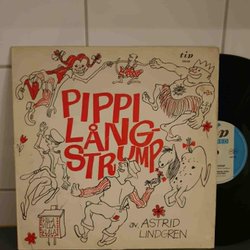 tip
PIPPI
LÅNG-
STRUMP
av. ASTRID
LINDGREN